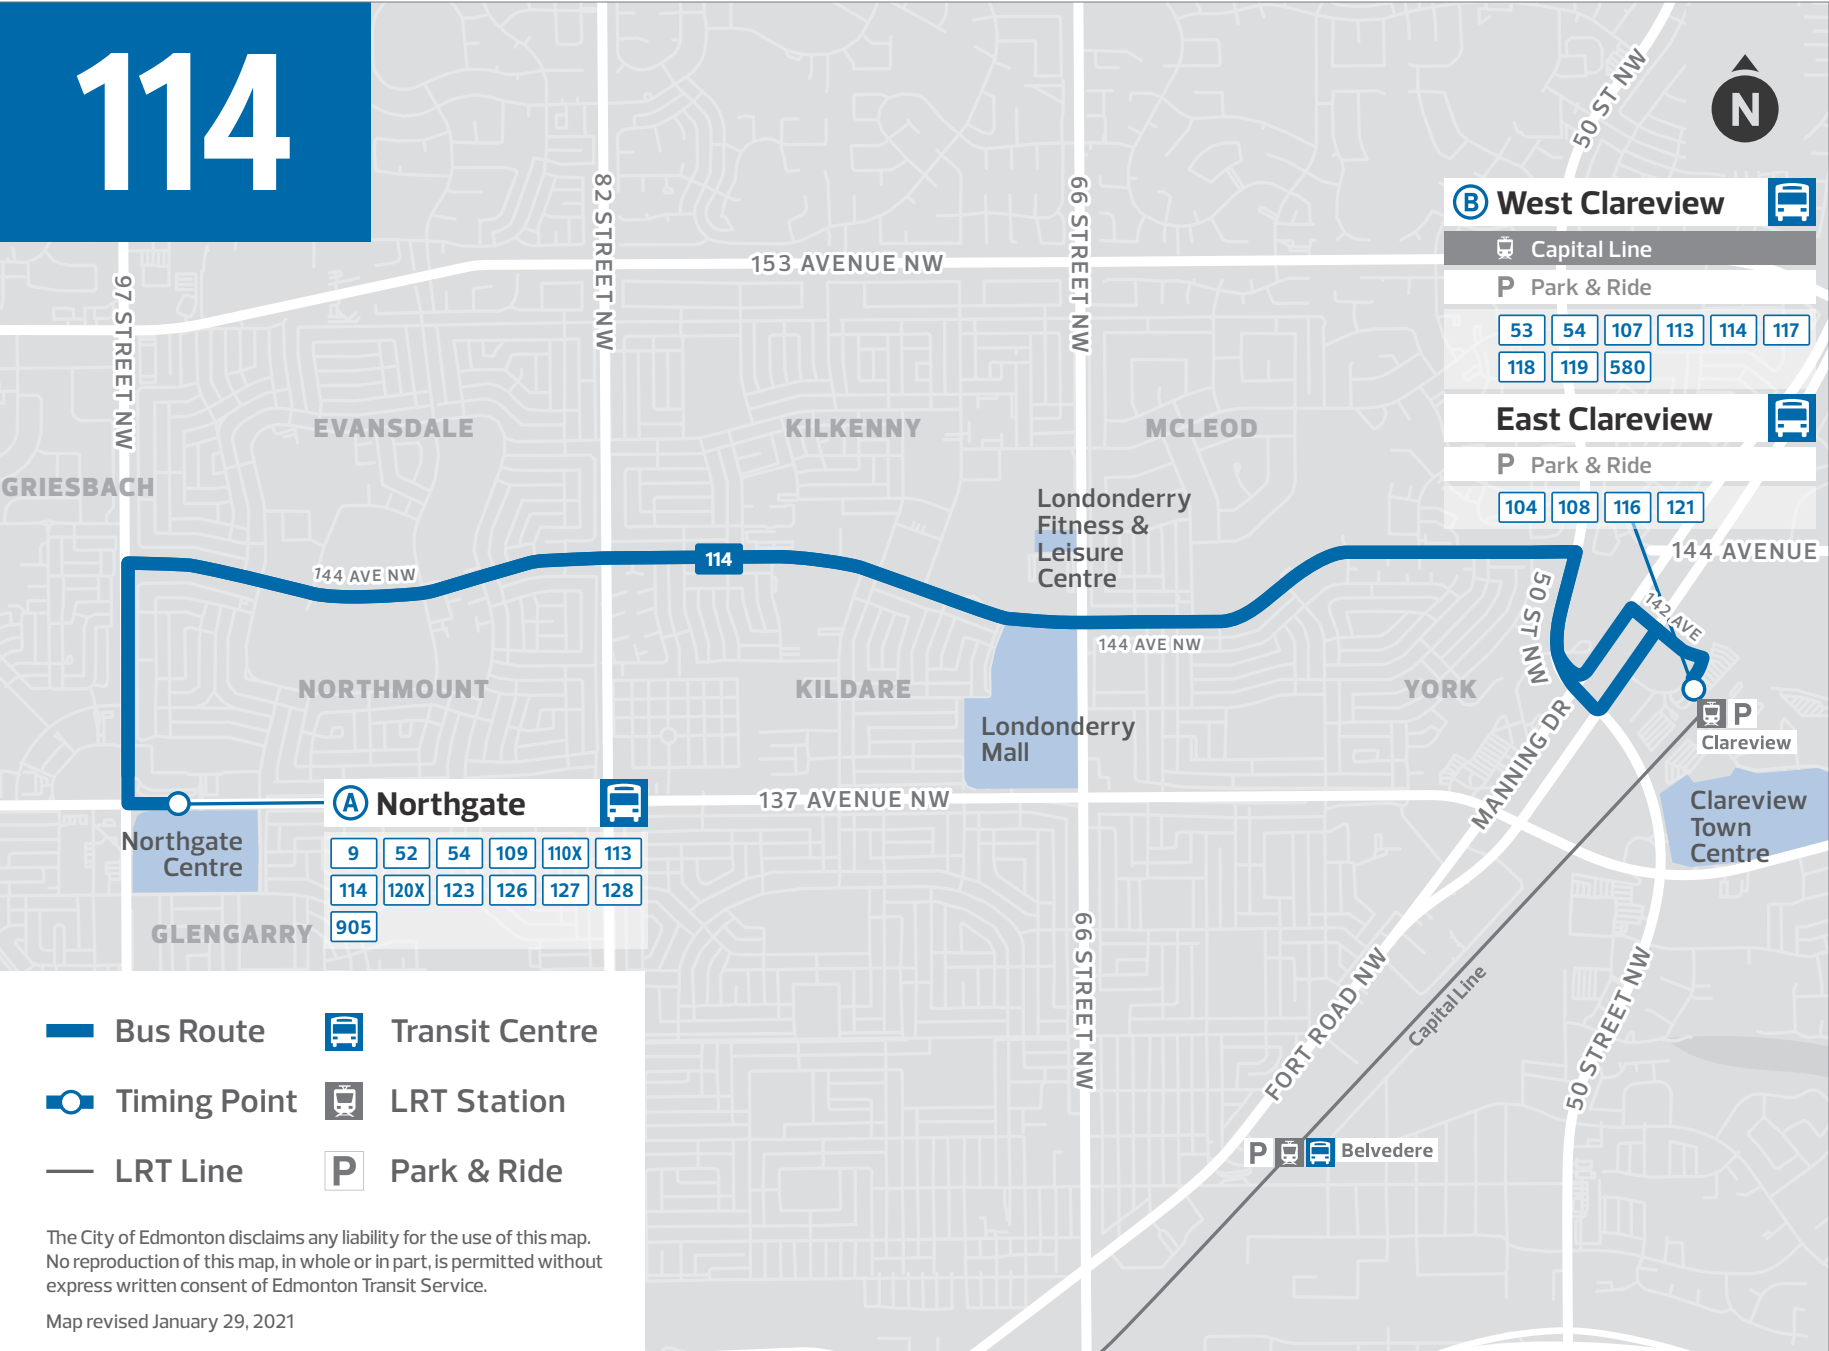 114
N
50 ST NW
B West Clareview
Capital Line
P Park & Ride
53 54 107 113 114 117
118 119 580
East Clareview
P Park & Ride
104 108 116 121
82 STREET NW
66 STREET NW
153 AVENUE NW
97 STREET NW
EVANSDALE
KILKENNY
MCLEOD
GRIESBACH
Londonderry
Fitness &
Leisure
Centre
144 AVENUE
114
144 AVE NW
50 ST NW
142 AVE
144 AVE NW
NORTHMOUNT
KILDARE
YORK
Londonderry
Mall
MANNING DR
P
Clareview
A Northgate
137 AVENUE NW
Clareview
Town
Centre
Northgate
Centre
9 52 54 109 110X 113
114 120X 123 126 127 128
905
GLENGARRY
66 STREET NW
FORT ROAD NW
Capital Line
50 STREET NW
P Belvedere
Bus Route
Transit Centre
Timing Point
LRT Station
LRT Line
P Park & Ride
The City of Edmonton disclaims any liability for the use of this map.
No reproduction of this map, in whole or in part, is permitted without
express written consent of Edmonton Transit Service.
Map revised January 29, 2021